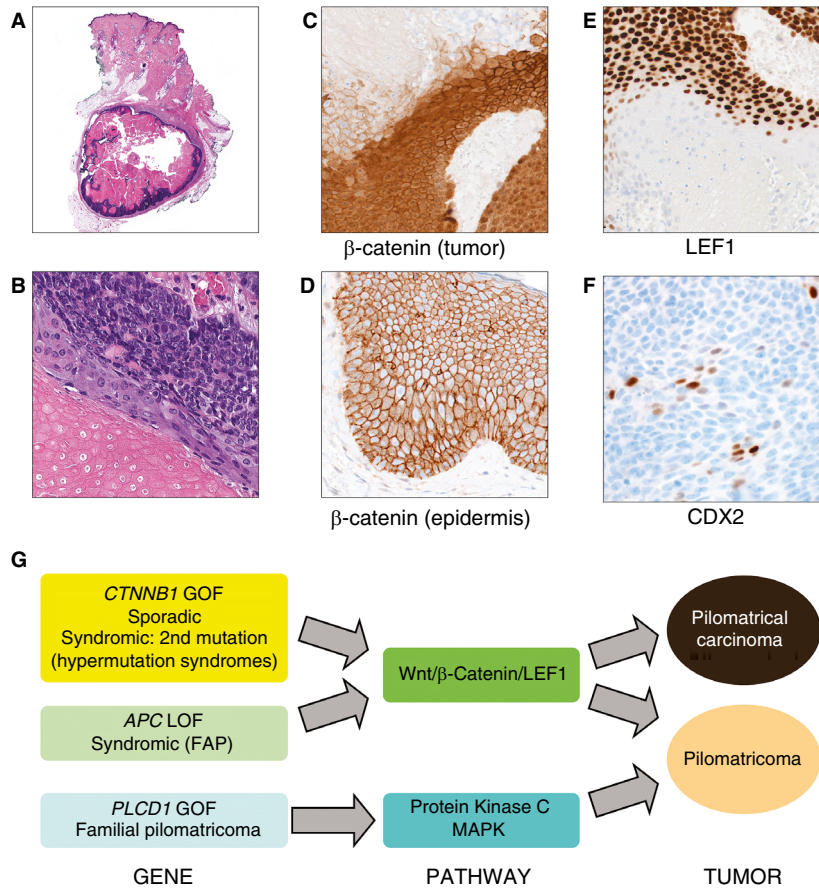 A
C
E
β-catenin (tumor)
LEF1
B
D
F
β-catenin (epidermis)
CDX2
G
CTNNB1 GOF
Sporadic
Syndromic: 2nd mutation
(hypermutation syndromes)
APC LOF
Syndromic (FAP)
PLCD1 GOF
Familial pilomatricoma
Wnt/β-Catenin/LEF1
Protein Kinase C
MAPK
Pilomatrical
carcinoma
Pilomatricoma
GENE
PATHWAY
TUMOR